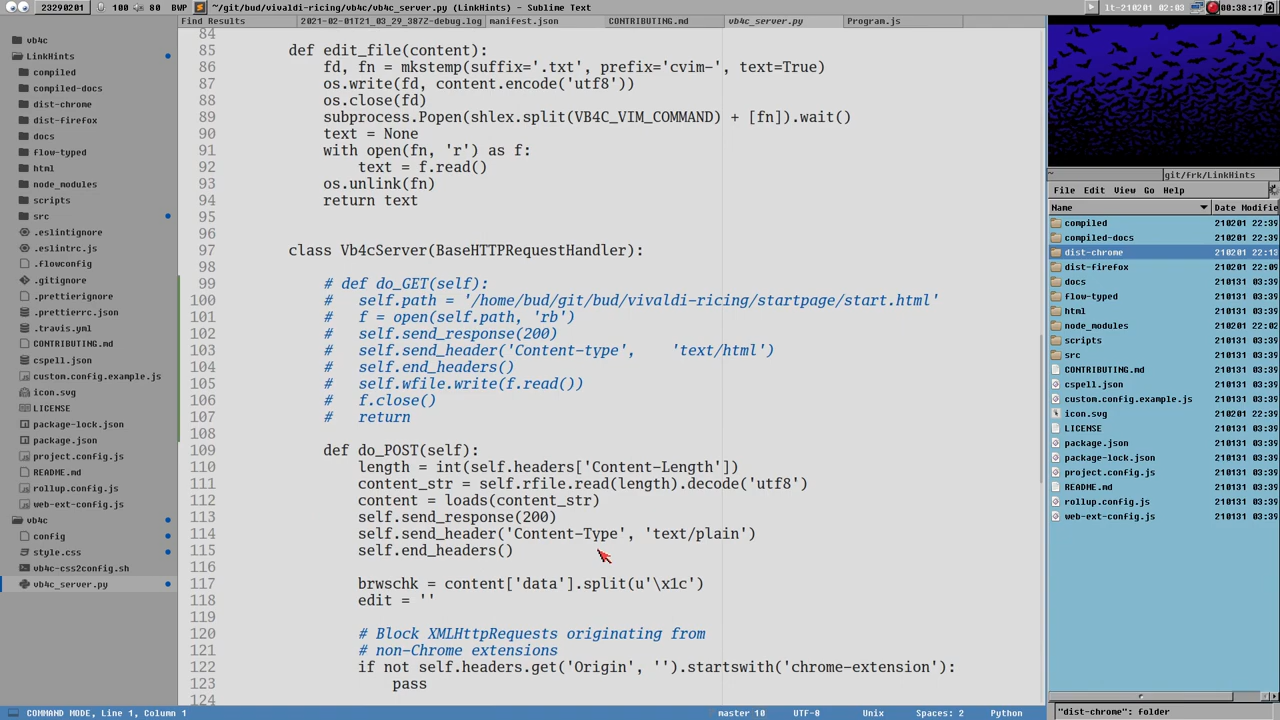 23290201
100
80
BWP
~/git/bud/vivaldi-ricing/vb4c/vb4c_server.py (LinkHints) - Sublime Text
lt-210201 02:03
00:38:17
Find Results
2021-02-01T21_03_29_387Z-debug.log
manifest.json
CONTRIBUTING.md
vb4c_server.py
Program.js
vb4c
LinkHints
compiled
compiled-docs
dist-chrome
dist-firefox
docs
flow-typed
html
node_modules
scripts
src
.eslintignore
.eslintrc.js
.flowconfig
.gitignore
.prettierignore
.prettierrc.json
.travis.yml
CONTRIBUTING.md
cspell.json
custom.config.example.js
icon.svg
LICENSE
package-lock.json
package.json
project.config.js
README.md
rollup.config.js
web-ext-config.js
vb4c
config
style.css
vb4c-css2config.sh
vb4c_server.py
84
85 def edit_file(content):
86 fd, fn = mkstemp(suffix='.txt', prefix='cvim-', text=True)
87 os.write(fd, content.encode('utf8'))
88 os.close(fd)
89 subprocess.Popen(shlex.split(VB4C_VIM_COMMAND) + [fn]).wait()
90 text = None
91 with open(fn, 'r') as f:
92 text = f.read()
93 os.unlink(fn)
94 return text
95
96
97 class Vb4cServer(BaseHTTPRequestHandler):
98
99 # def do_GET(self):
100 # self.path = '/home/bud/git/bud/vivaldi-ricing/startpage/start.html'
101 # f = open(self.path, 'rb')
102 # self.send_response(200)
103 # self.send_header('Content-type',    'text/html')
104 # self.end_headers()
105 # self.wfile.write(f.read())
106 # f.close()
107 # return
108
109 def do_POST(self):
110 length = int(self.headers['Content-Length'])
111 content_str = self.rfile.read(length).decode('utf8')
112 content = loads(content_str)
113 self.send_response(200)
114 self.send_header('Content-Type', 'text/plain')
115 self.end_headers()
116
117 brwschk = content['data'].split(u'\x1c')
118 edit = ''
119
120 # Block XMLHttpRequests originating from
121 # non-Chrome extensions
122 if not self.headers.get('Origin', '').startswith('chrome-extension'):
123 pass
124
~
git/frk/LinkHints
File Edit View Go Help
Name Date Modifie
compiled 210201 22:39
compiled-docs 210201 22:39
dist-chrome 210201 22:13
dist-firefox 210201 22:09
docs 210131 03:39
flow-typed 210131 03:39
html 210131 03:39
node_modules 210131 03:39
scripts 210131 03:39
src 210131 03:39
CONTRIBUTING.md 210131 03:39
cspell.json 210131 03:39
custom.config.example.js 210131 03:39
icon.svg 210201 22:39
LICENSE 210131 03:39
package.json 210131 03:39
package-lock.json 210131 03:39
project.config.js 210131 03:39
README.md 210131 03:39
rollup.config.js 210131 03:39
web-ext-config.js 210131 03:39
COMMAND MODE, Line 1, Column 1
master 10
UTF-8
Unix
Spaces: 2
Python
"dist-chrome": folder